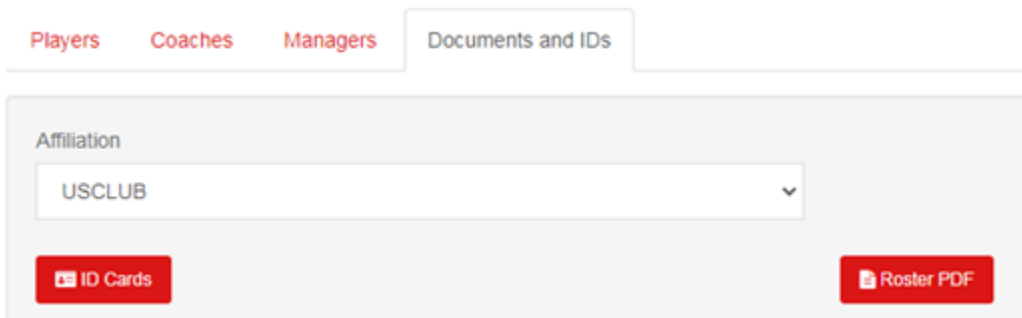 Players Coaches Managers Documents and IDs
Affiliation
USCLUB
ID Cards Roster PDF